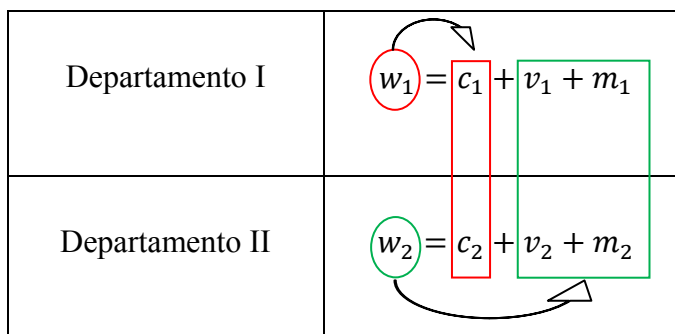 Departamento I
w₁ = c₁ + v₁ + m₁
Departamento II
w₂ = c₂ + v₂ + m₂